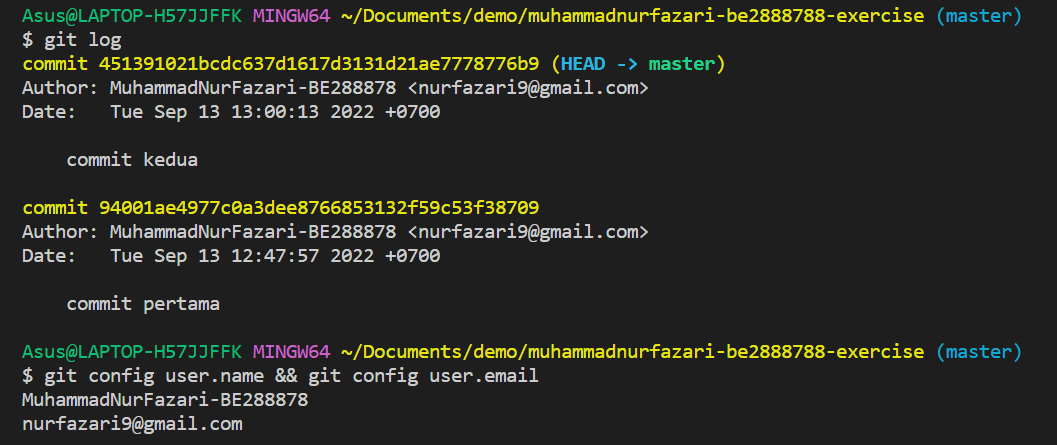 Asus@LAPTOP-H57JJFFK MINGW64 ~/Documents/demo/muhammadnurfazari-be2888788-exercise (master)
$ git log
commit 451391021bcdc637d1617d3131d21ae7778776b9 (HEAD -> master)
Author: MuhammadNurFazari-BE288878 <nurfazari9@gmail.com>
Date:   Tue Sep 13 13:00:13 2022 +0700
    commit kedua
commit 94001ae4977c0a3dee8766853132f59c53f38709
Author: MuhammadNurFazari-BE288878 <nurfazari9@gmail.com>
Date:   Tue Sep 13 12:47:57 2022 +0700
    commit pertama
Asus@LAPTOP-H57JJFFK MINGW64 ~/Documents/demo/muhammadnurfazari-be2888788-exercise (master)
$ git config user.name && git config user.email
MuhammadNurFazari-BE288878
nurfazari9@gmail.com